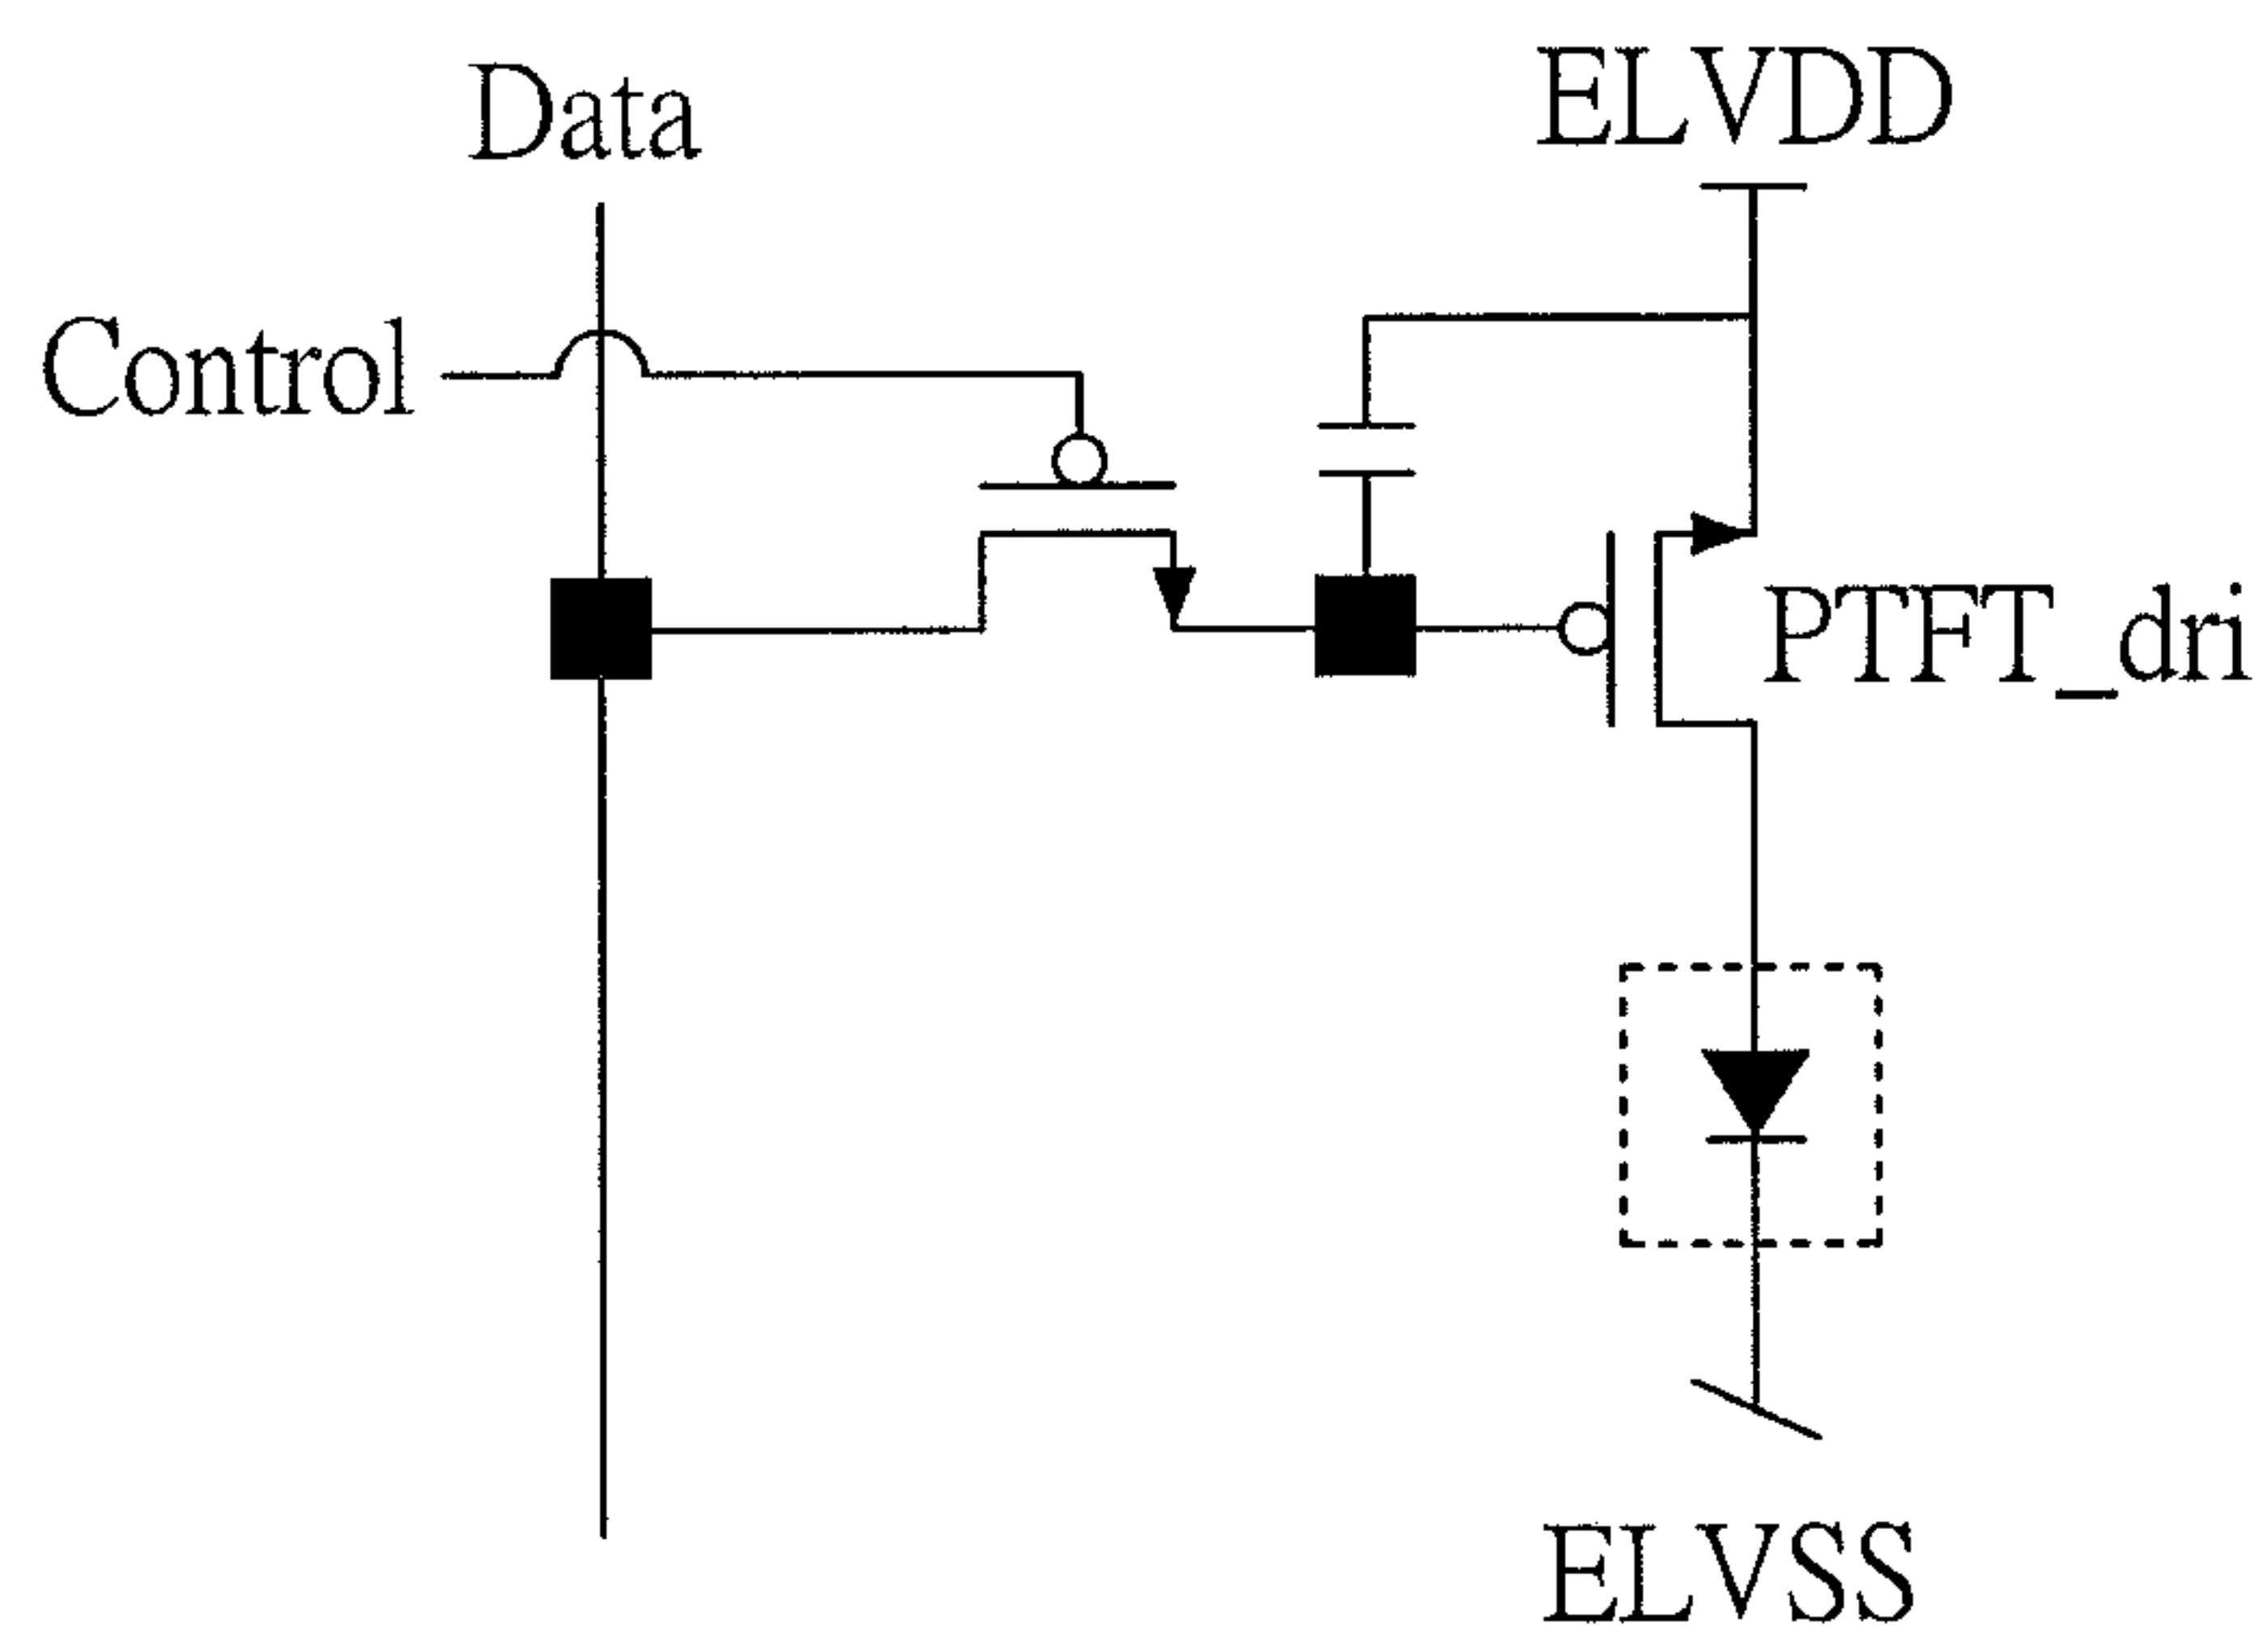 Data
ELVDD
Control
PTFT_dri
ELVSS